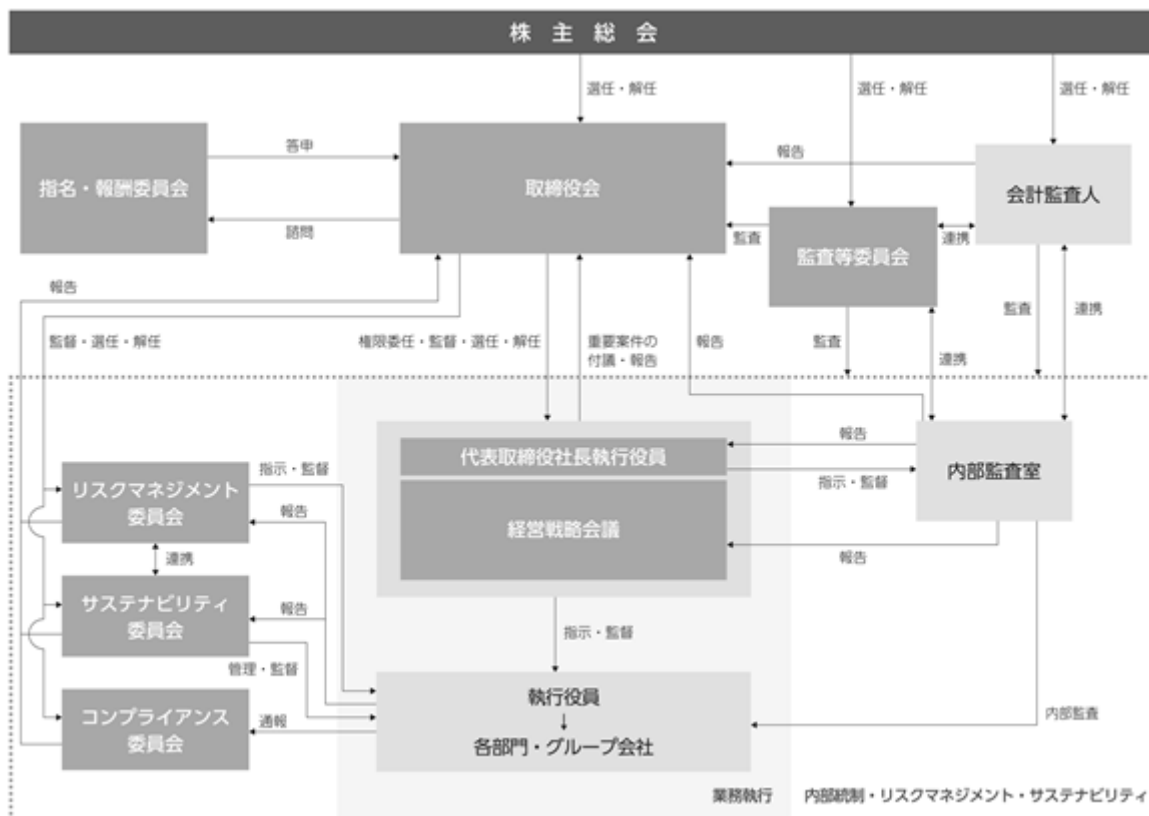 株主総会
選任・解任
選任・解任
選任・解任
指名・報酬委員会
答申
諮問
取締役会
報告
会計監査人
監査
監査等委員会
連携
報告
監督・選任・解任
権限委任・監督・選任・解任
重要案件の
付議・報告
報告
監査
連携
監査
連携
代表取締役社長執行役員
経営戦略会議
報告
指示・監督
報告
内部監査室
リスクマネジメント
委員会
指示・監督
報告
連携
サステナビリティ
委員会
報告
管理・監督
指示・監督
コンプライアンス
委員会
通報
執行役員
各部門・グループ会社
内部監査
業務執行
内部統制・リスクマネジメント・サステナビリティ